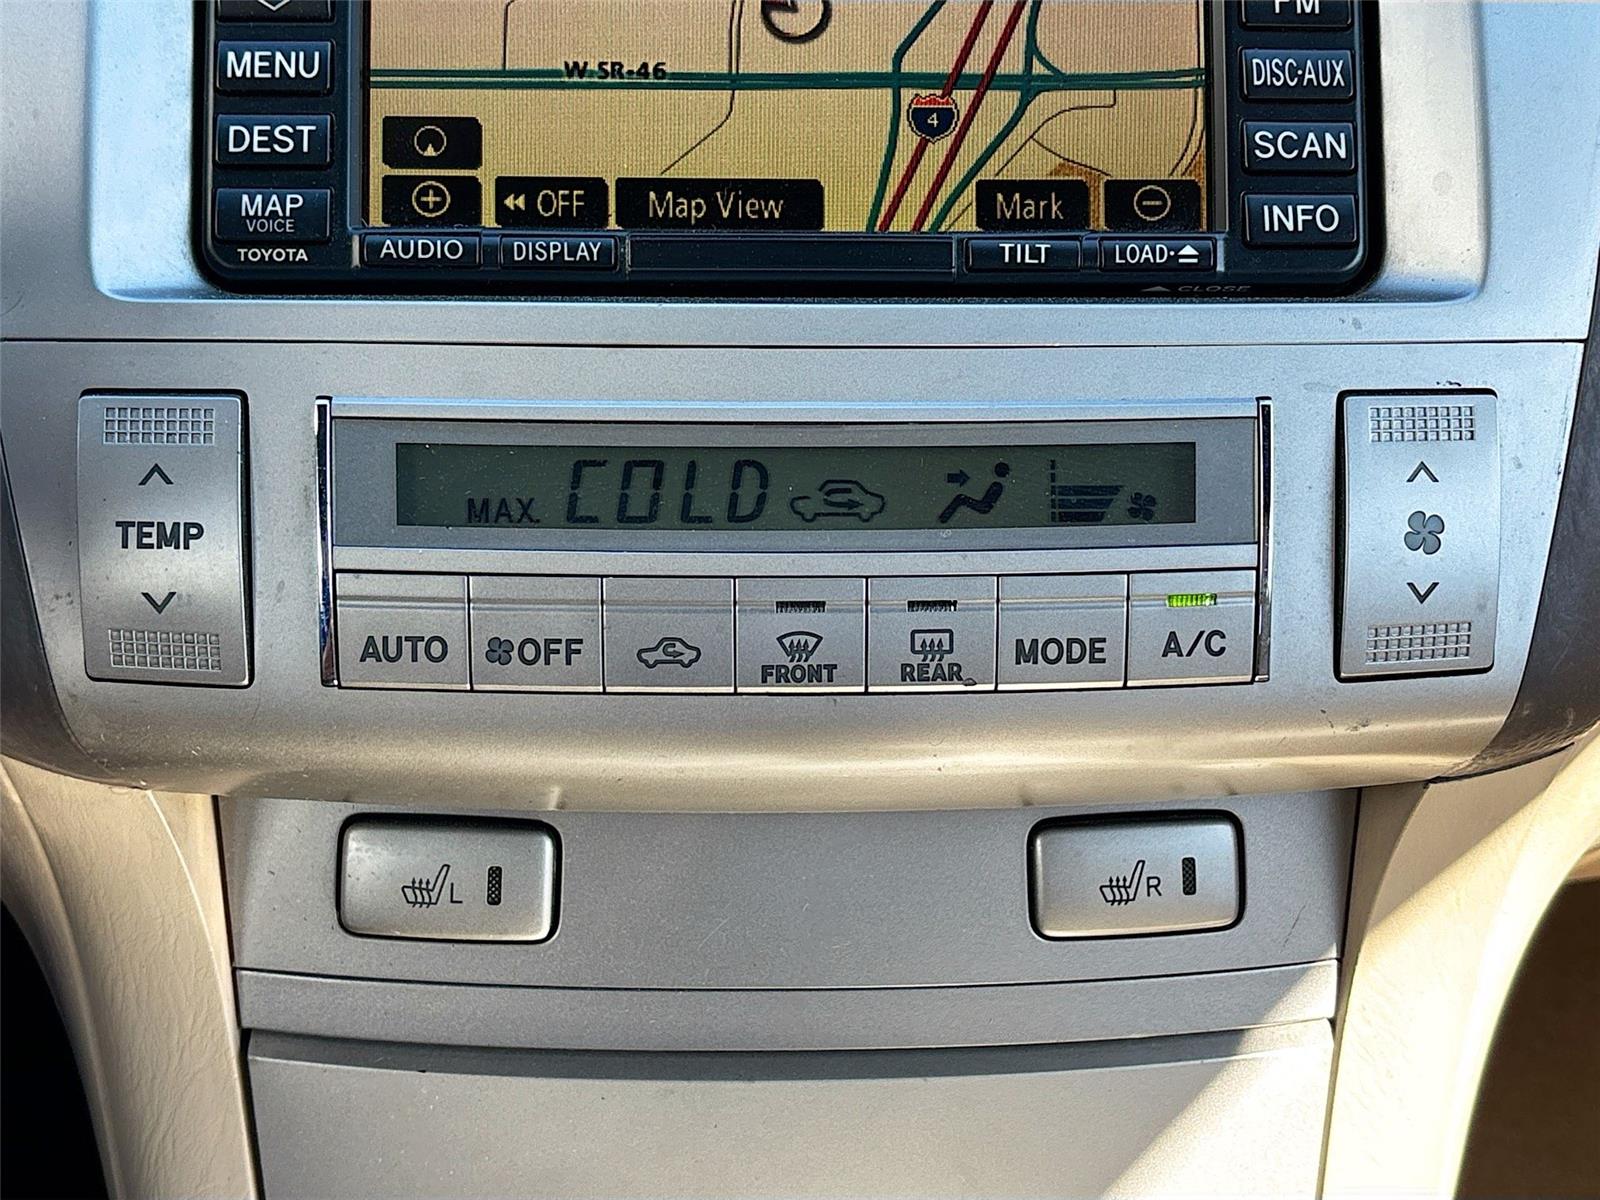 FM
MENU
W SR-46
DISC·AUX
4
DEST
SCAN
MAP
VOICE
OFF
Map View
Mark
INFO
TOYOTA
AUDIO
DISPLAY
TILT
LOAD·
CLOSE
TEMP
MAX. COLD
AUTO
OFF
FRONT
REAR
MODE
A/C
L
R